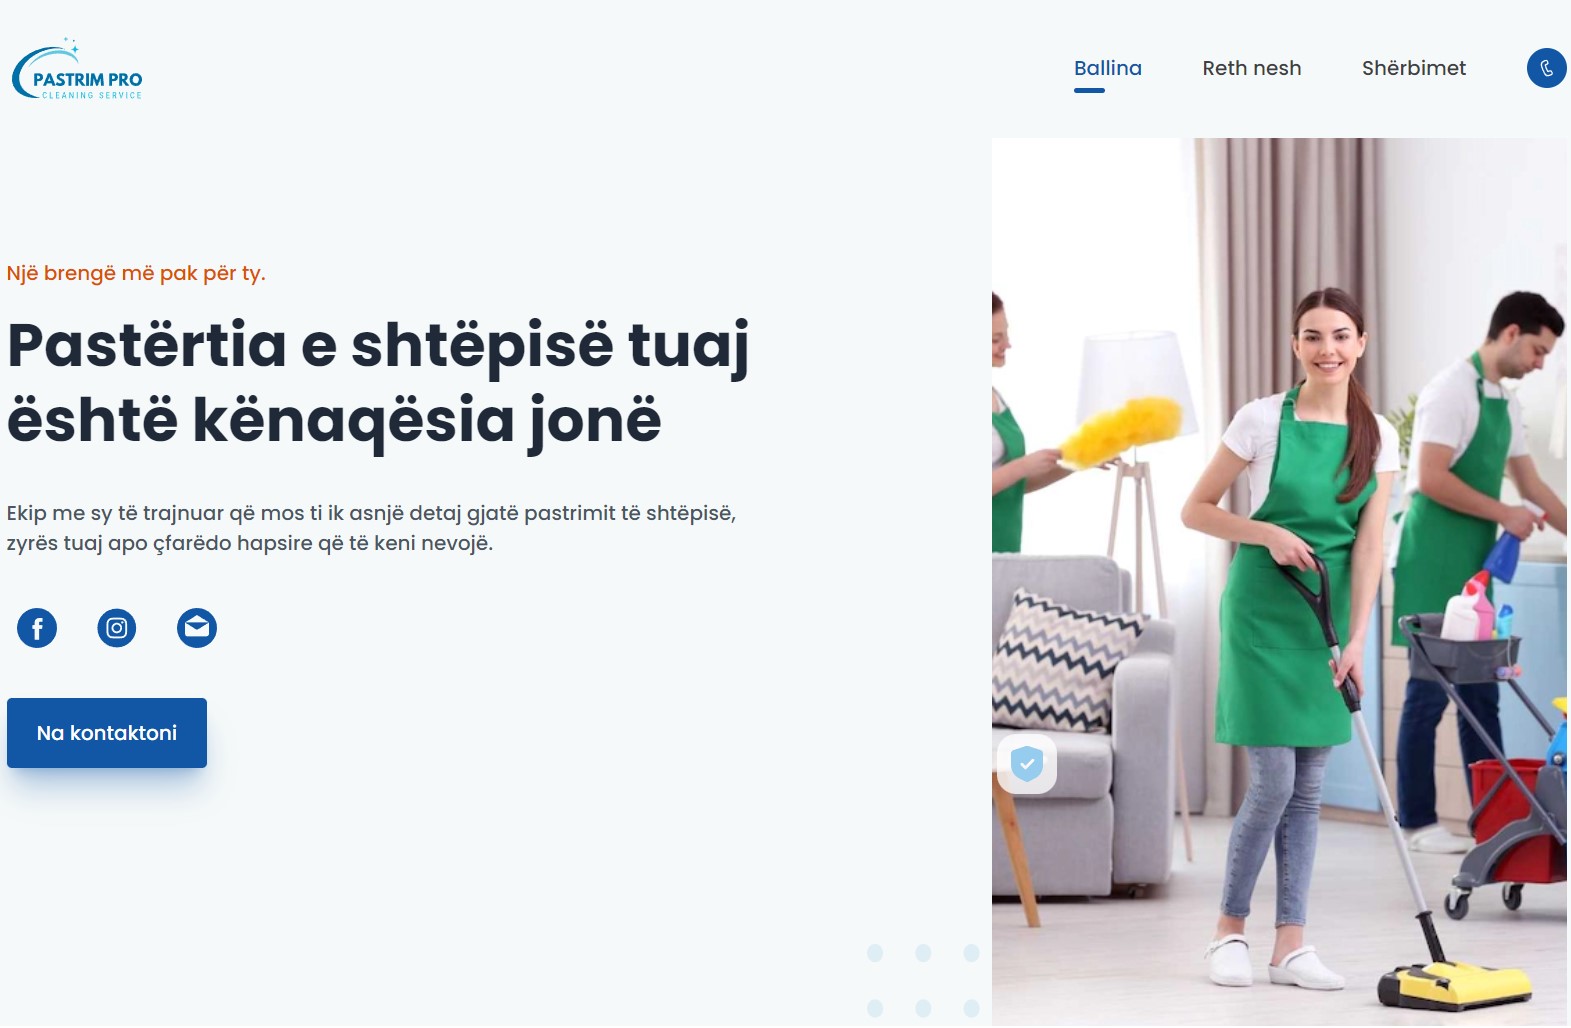 PASTRIM PRO
CLEANING SERVICE
Ballina
Reth nesh
Shërbimet
Një brengë më pak për ty.
Pastërtia e shtëpisë tuaj
është kënaqësia jonë
Ekip me sy të trajnuar që mos ti ik asnjë detaj gjatë pastrimit të shtëpisë,
zyrës tuaj apo çfarëdo hapsire që të keni nevojë.
Na kontaktoni